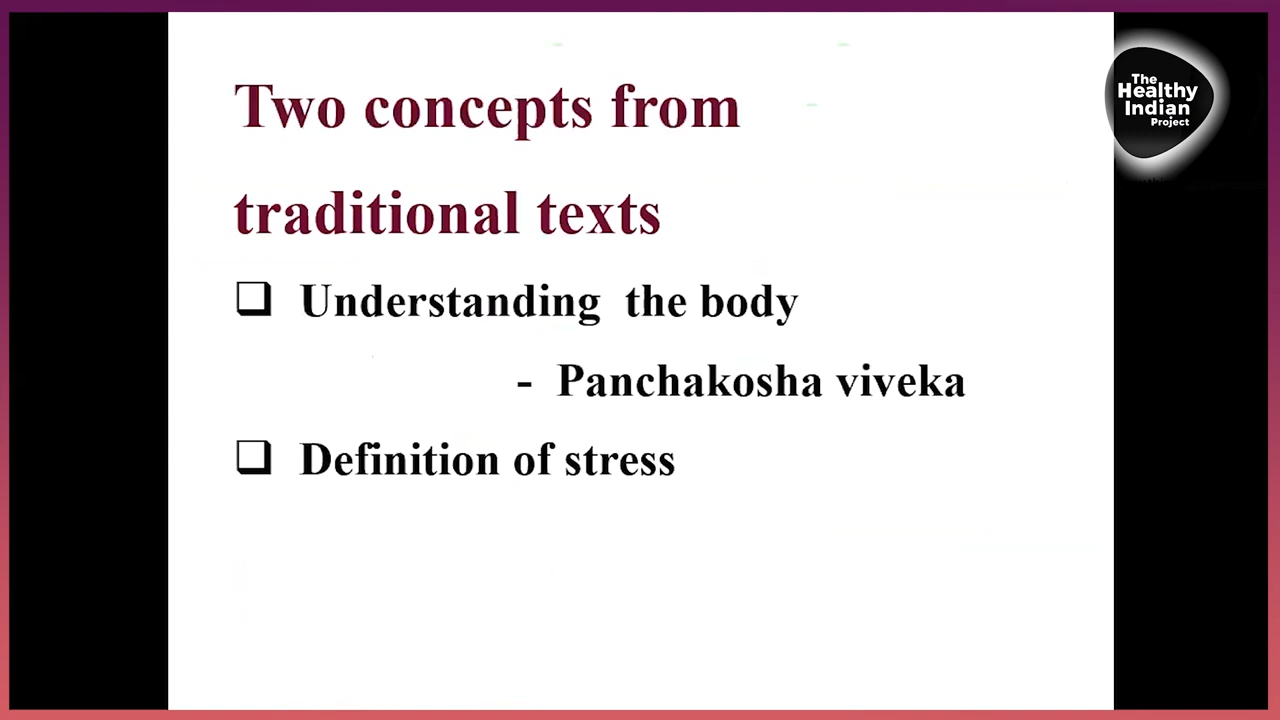 Two concepts from
traditional texts
❑ Understanding the body
- Panchakosha viveka
❑ Definition of stress
The
Healthy
Indian
Project